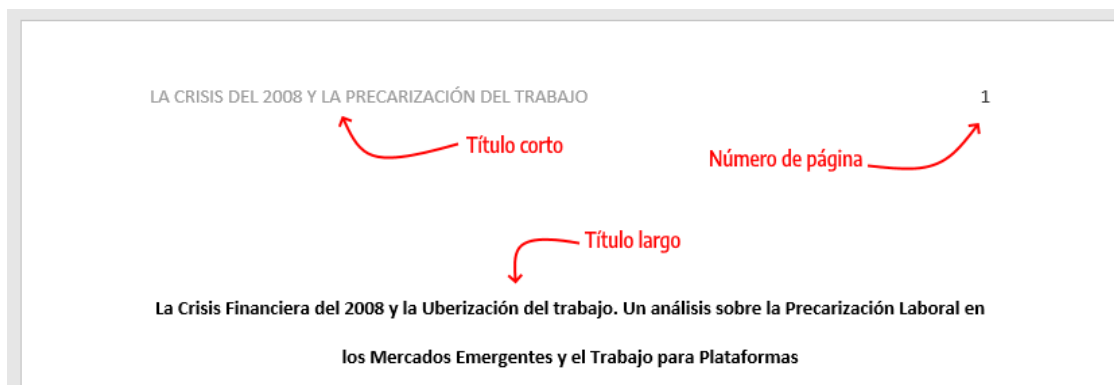 LA CRISIS DEL 2008 Y LA PRECARIZACIÓN DEL TRABAJO 1
Título corto
Número de página
Título largo
La Crisis Financiera del 2008 y la Uberización del trabajo. Un análisis sobre la Precarización Laboral en
los Mercados Emergentes y el Trabajo para Plataformas